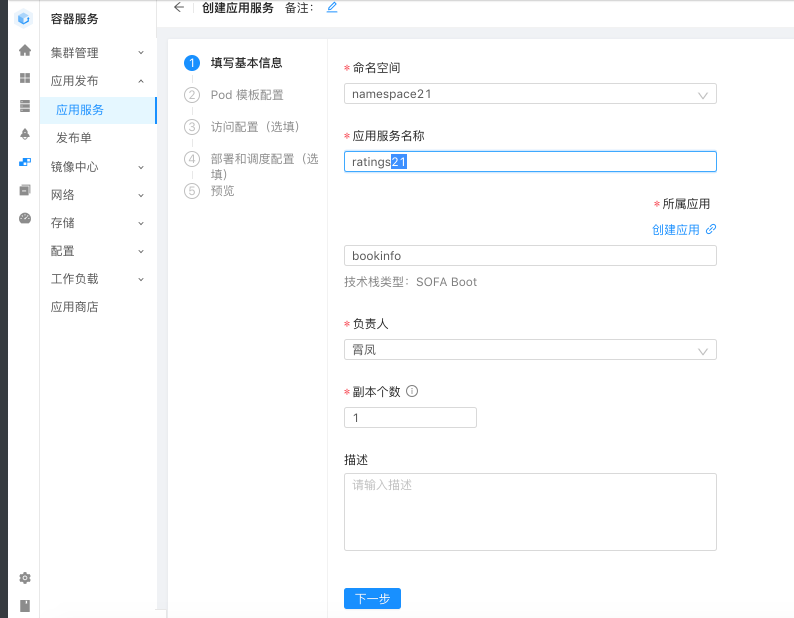 容器服务
集群管理
应用发布
应用服务
发布单
镜像中心
网络
存储
配置
工作负载
应用商店
创建应用服务 备注：
1 填写基本信息
2 Pod 模板配置
3 访问配置（选填）
4 部署和调度配置（选
填）
5 预览
* 命名空间
namespace21
* 应用服务名称
ratings21
* 所属应用
创建应用
bookinfo
技术栈类型：SOFA Boot
* 负责人
霄凤
* 副本个数
1
描述
请输入描述
下一步